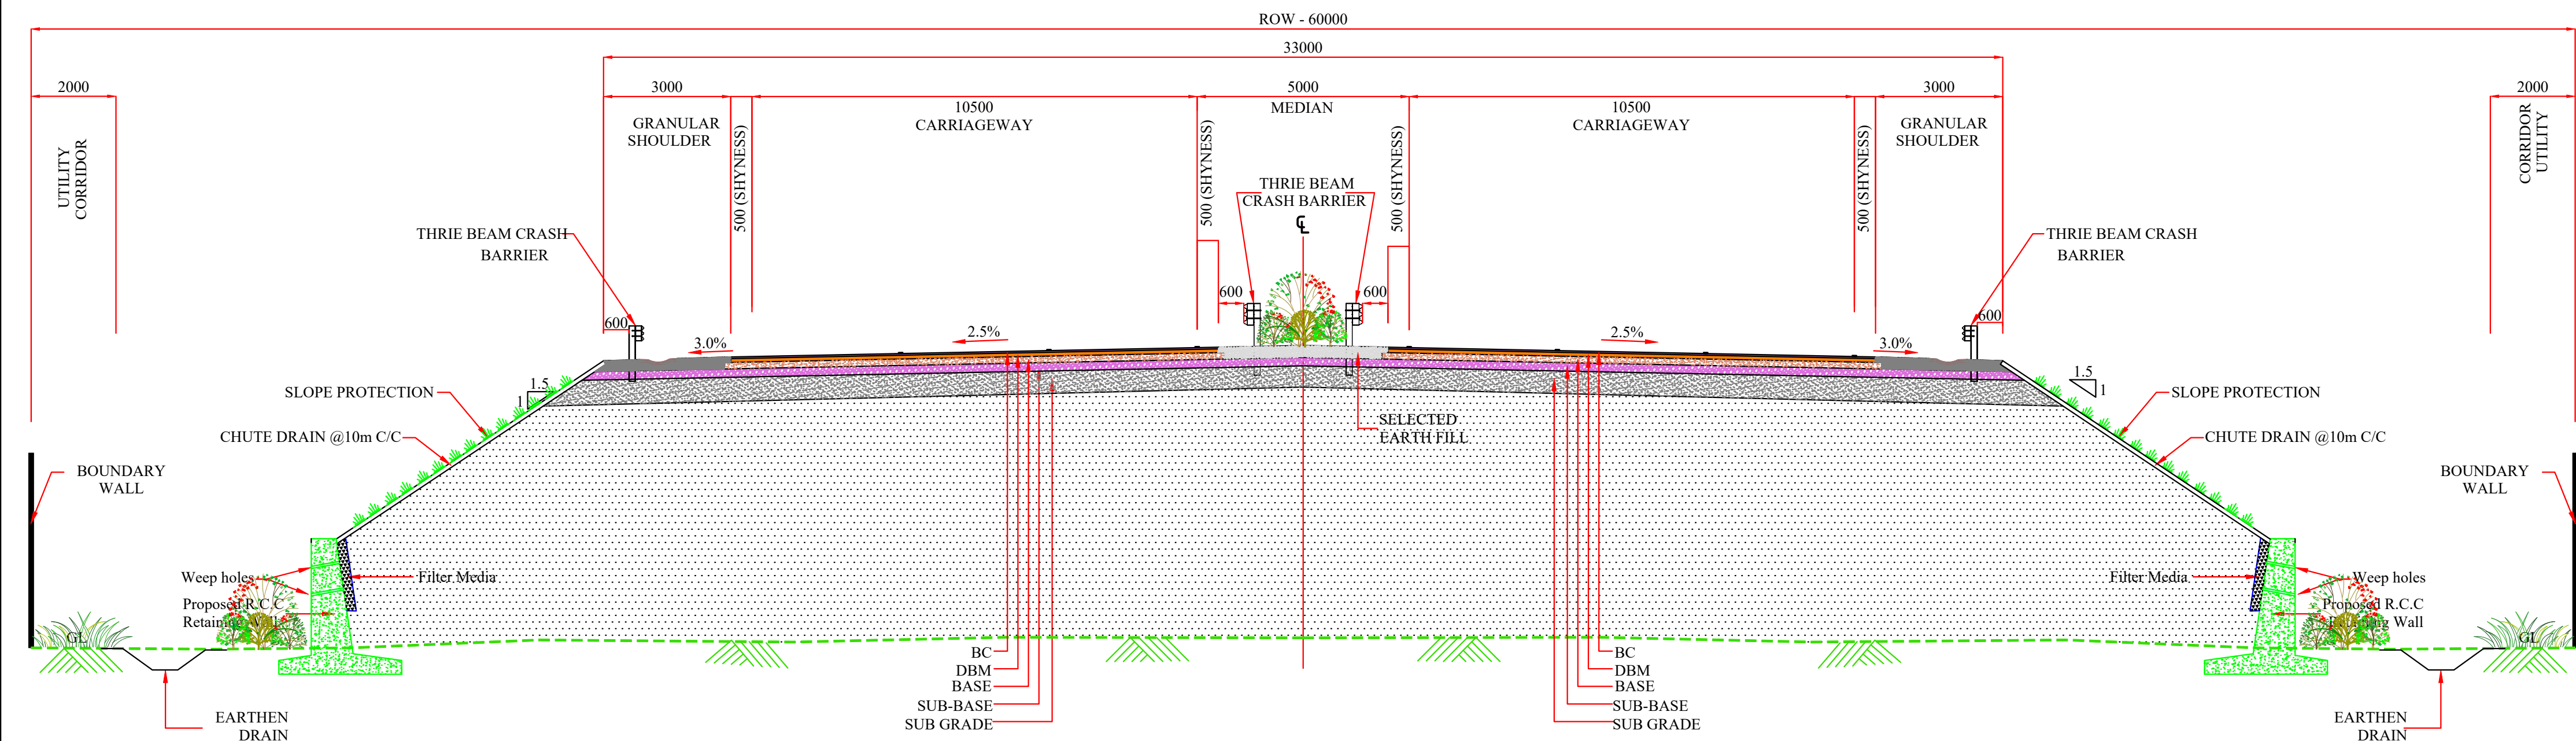 ROW - 60000
33000
2000
3000
10500
5000
10500
3000
2000
UTILITY
CORRIDOR
GRANULAR
SHOULDER
500 (SHYNESS)
CARRIAGEWAY
500 (SHYNESS)
MEDIAN
500 (SHYNESS)
CARRIAGEWAY
500 (SHYNESS)
GRANULAR
SHOULDER
CORRIDOR
UTILITY
THRIE BEAM
CRASH BARRIER
℄
THRIE BEAM CRASH
BARRIER
THRIE BEAM CRASH
BARRIER
600
600
600
600
3.0%
2.5%
2.5%
3.0%
1.5
1
1.5
1
SLOPE PROTECTION
CHUTE DRAIN @10m C/C
SELECTED
EARTH FILL
SLOPE PROTECTION
CHUTE DRAIN @10m C/C
BOUNDARY
WALL
BOUNDARY
WALL
Weep holes
Filter Media
Proposed R.C.C
Retaining Wall
Filter Media
Weep holes
Proposed R.C.C
Retaining Wall
GL
GL
BC
DBM
BASE
SUB-BASE
SUB GRADE
BC
DBM
BASE
SUB-BASE
SUB GRADE
EARTHEN
DRAIN
EARTHEN
DRAIN